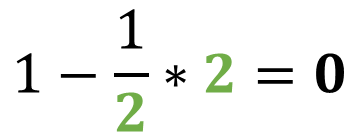 1 − 1/2 * 2 = 0